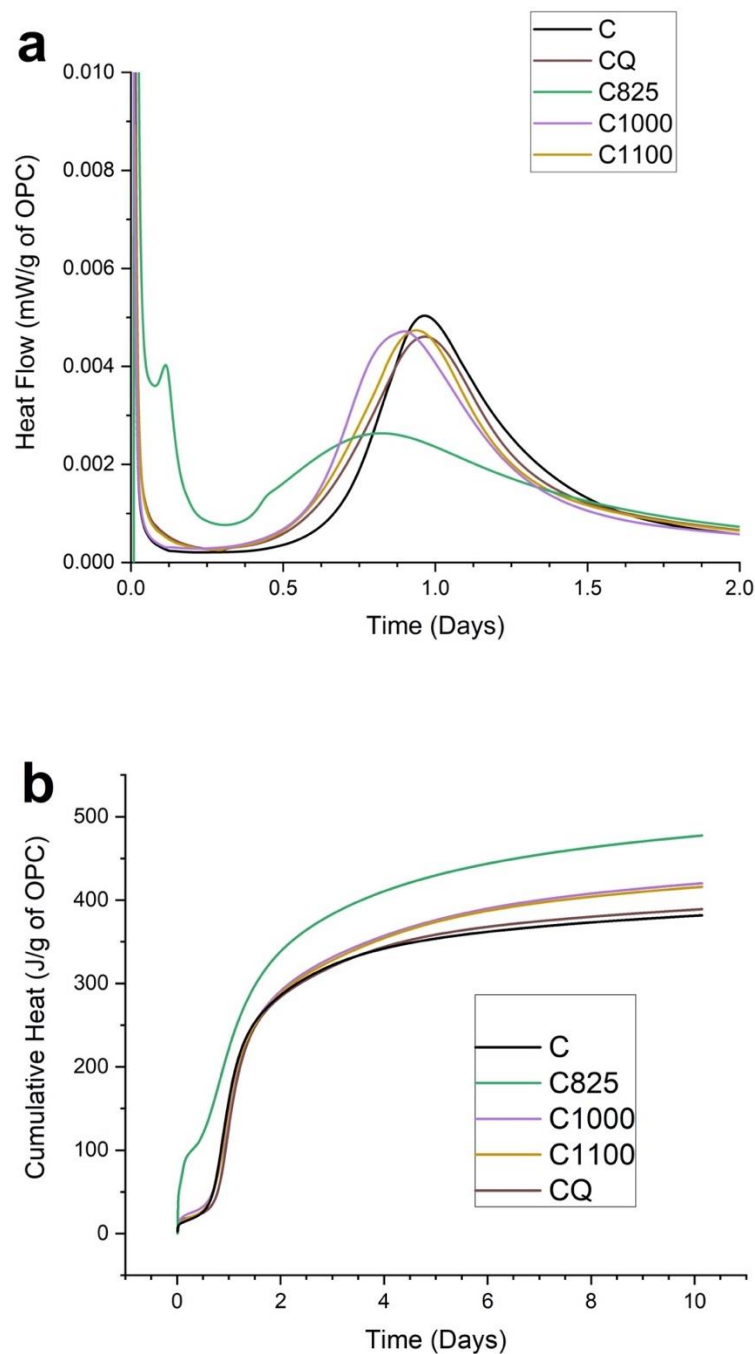 a
C
CQ
C825
C1000
C1100
0.010
0.008
0.006
0.004
0.002
0.000
Heat Flow (mW/g of OPC)
0.0 0.5 1.0 1.5 2.0
Time (Days)
b
500
400
300
200
100
0
Cumulative Heat (J/g of OPC)
C
C825
C1000
C1100
CQ
0 2 4 6 8 10
Time (Days)